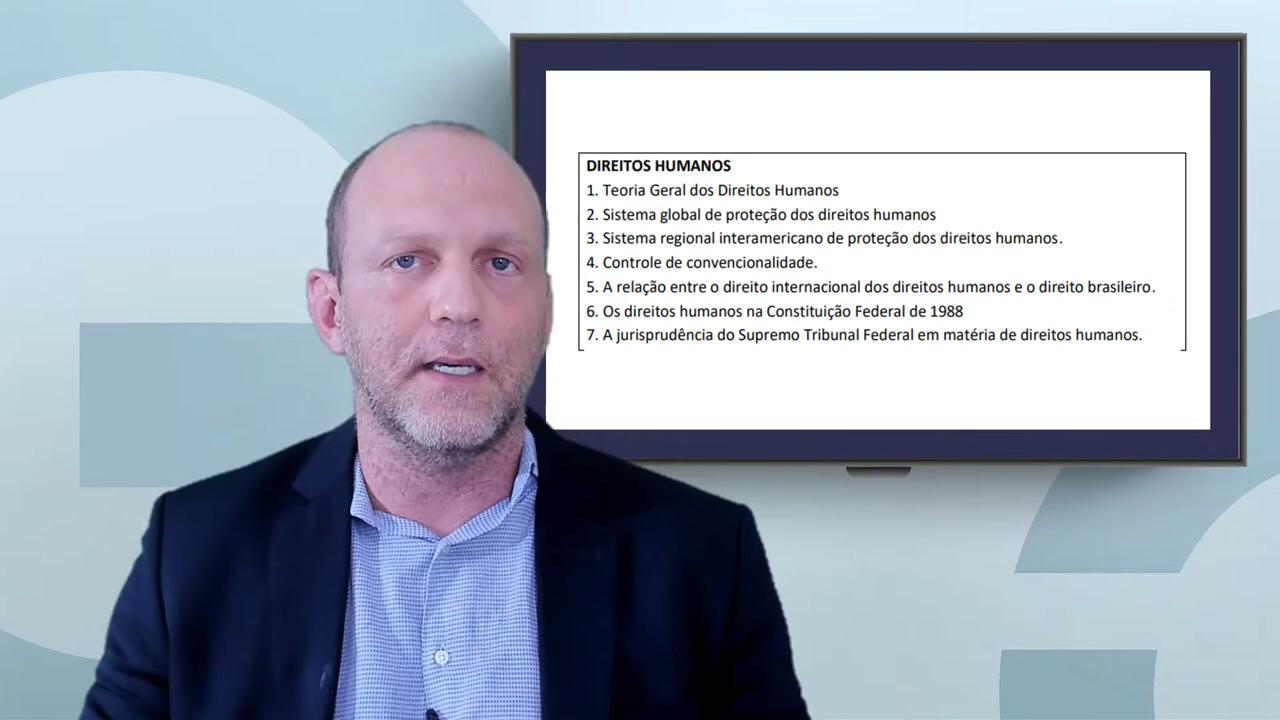 DIREITOS HUMANOS
1. Teoria Geral dos Direitos Humanos
2. Sistema global de proteção dos direitos humanos
3. Sistema regional interamericano de proteção dos direitos humanos.
4. Controle de convencionalidade.
5. A relação entre o direito internacional dos direitos humanos e o direito brasileiro.
6. Os direitos humanos na Constituição Federal de 1988
7. A jurisprudência do Supremo Tribunal Federal em matéria de direitos humanos.